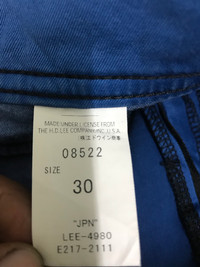 MADE UNDER LICENSE FROM
THE H.D. LEE COMPANY, INC. U.S.A.
08522
SIZE
30
"JPN"
LEE-4980
E217-2111